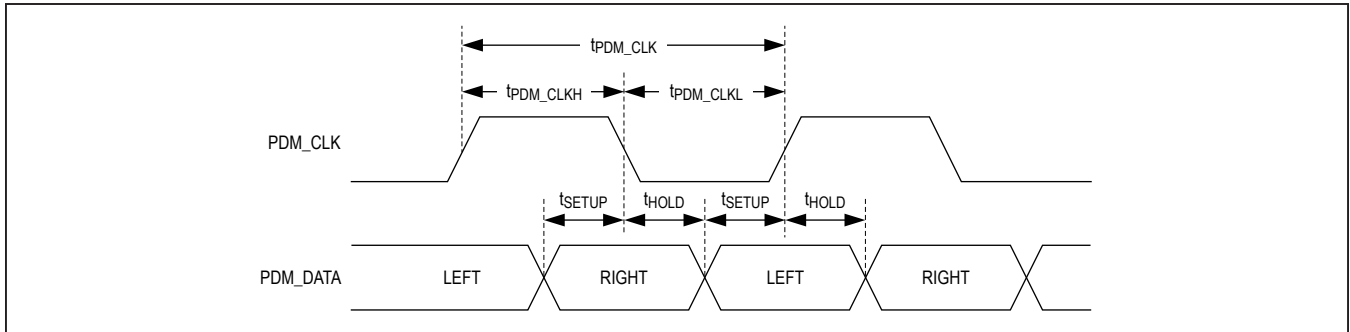 tPDM_CLK
tPDM_CLKH tPDM_CLKL
PDM_CLK
tSETUP tHOLD tSETUP tHOLD
PDM_DATA LEFT RIGHT LEFT RIGHT